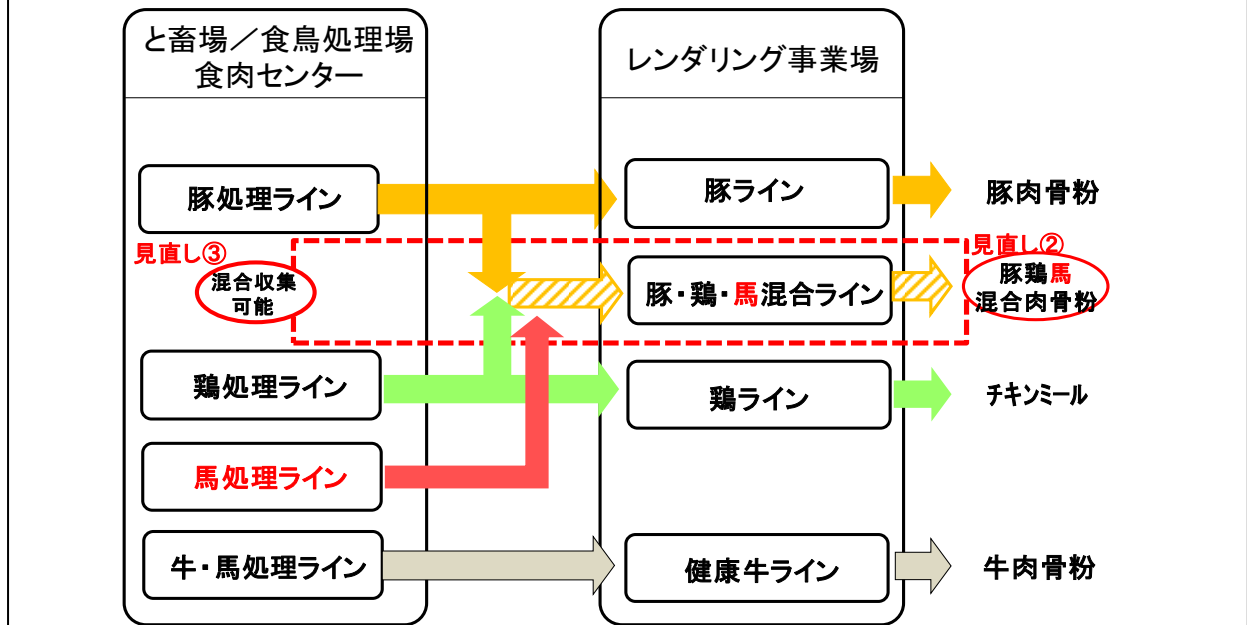 と畜場／食鳥処理場
食肉センター
レンダリング事業場
豚処理ライン
豚ライン
豚肉骨粉
見直し③
混合収集
可能
豚・鶏・馬混合ライン
見直し②
豚鶏馬
混合肉骨粉
鶏処理ライン
鶏ライン
チキンミール
馬処理ライン
牛・馬処理ライン
健康牛ライン
牛肉骨粉